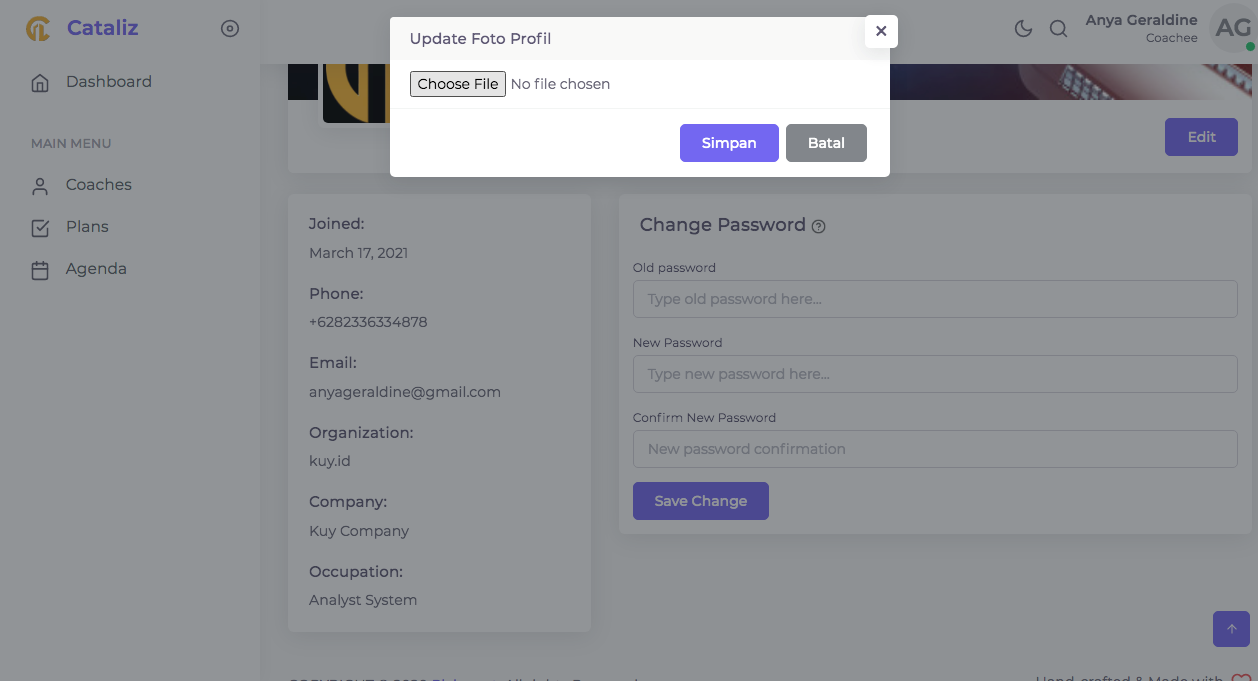 Cataliz
Dashboard
MAIN MENU
Coaches
Plans
Agenda
Anya Geraldine
Coachee
AG
Update Foto Profil
Choose File No file chosen
Simpan
Batal
Edit
Joined:
March 17, 2021
Phone:
+6282336334878
Email:
anyageraldine@gmail.com
Organization:
kuy.id
Company:
Kuy Company
Occupation:
Analyst System
Change Password
Old password
Type old password here...
New Password
Type new password here...
Confirm New Password
New password confirmation
Save Change
Hand-crafted & Made with